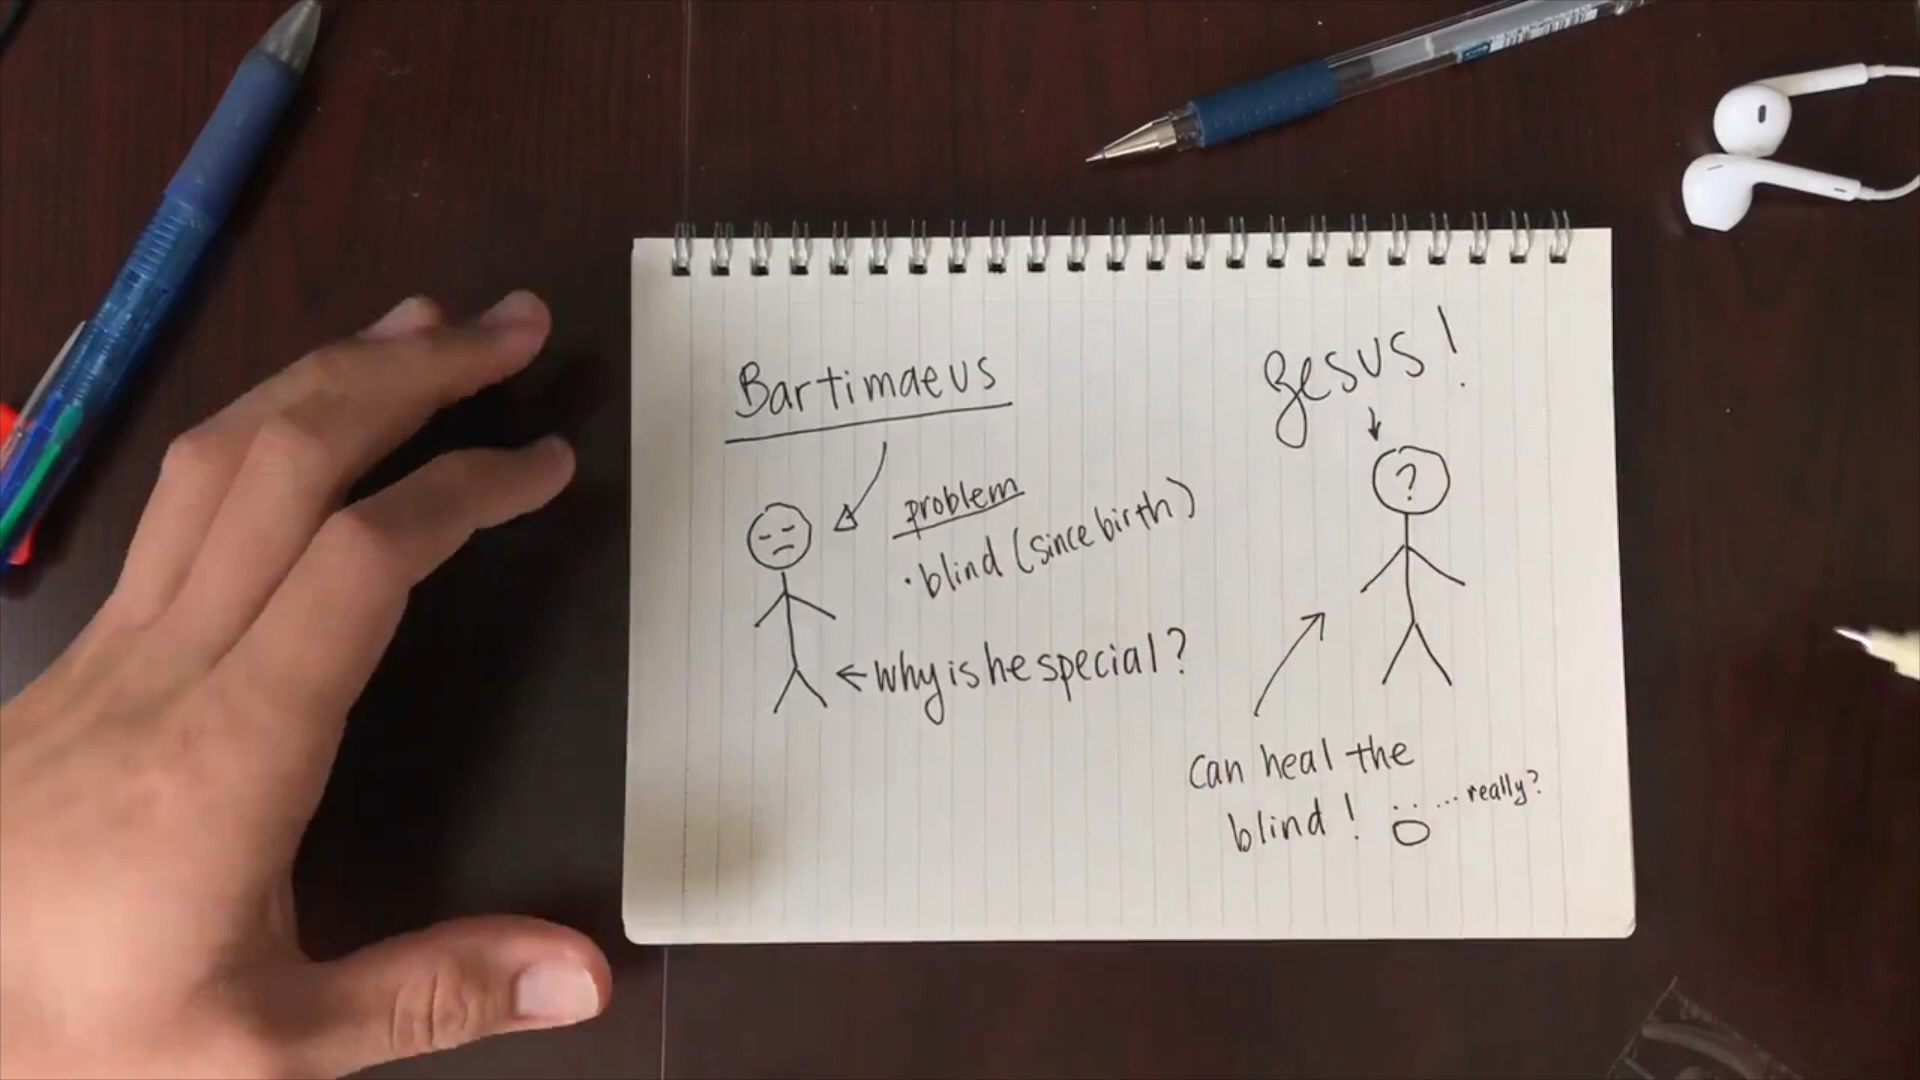 Bartimaeus
problem
• blind (since birth)
← why is he special?
Jesus!
?
can heal the
blind! ... really?